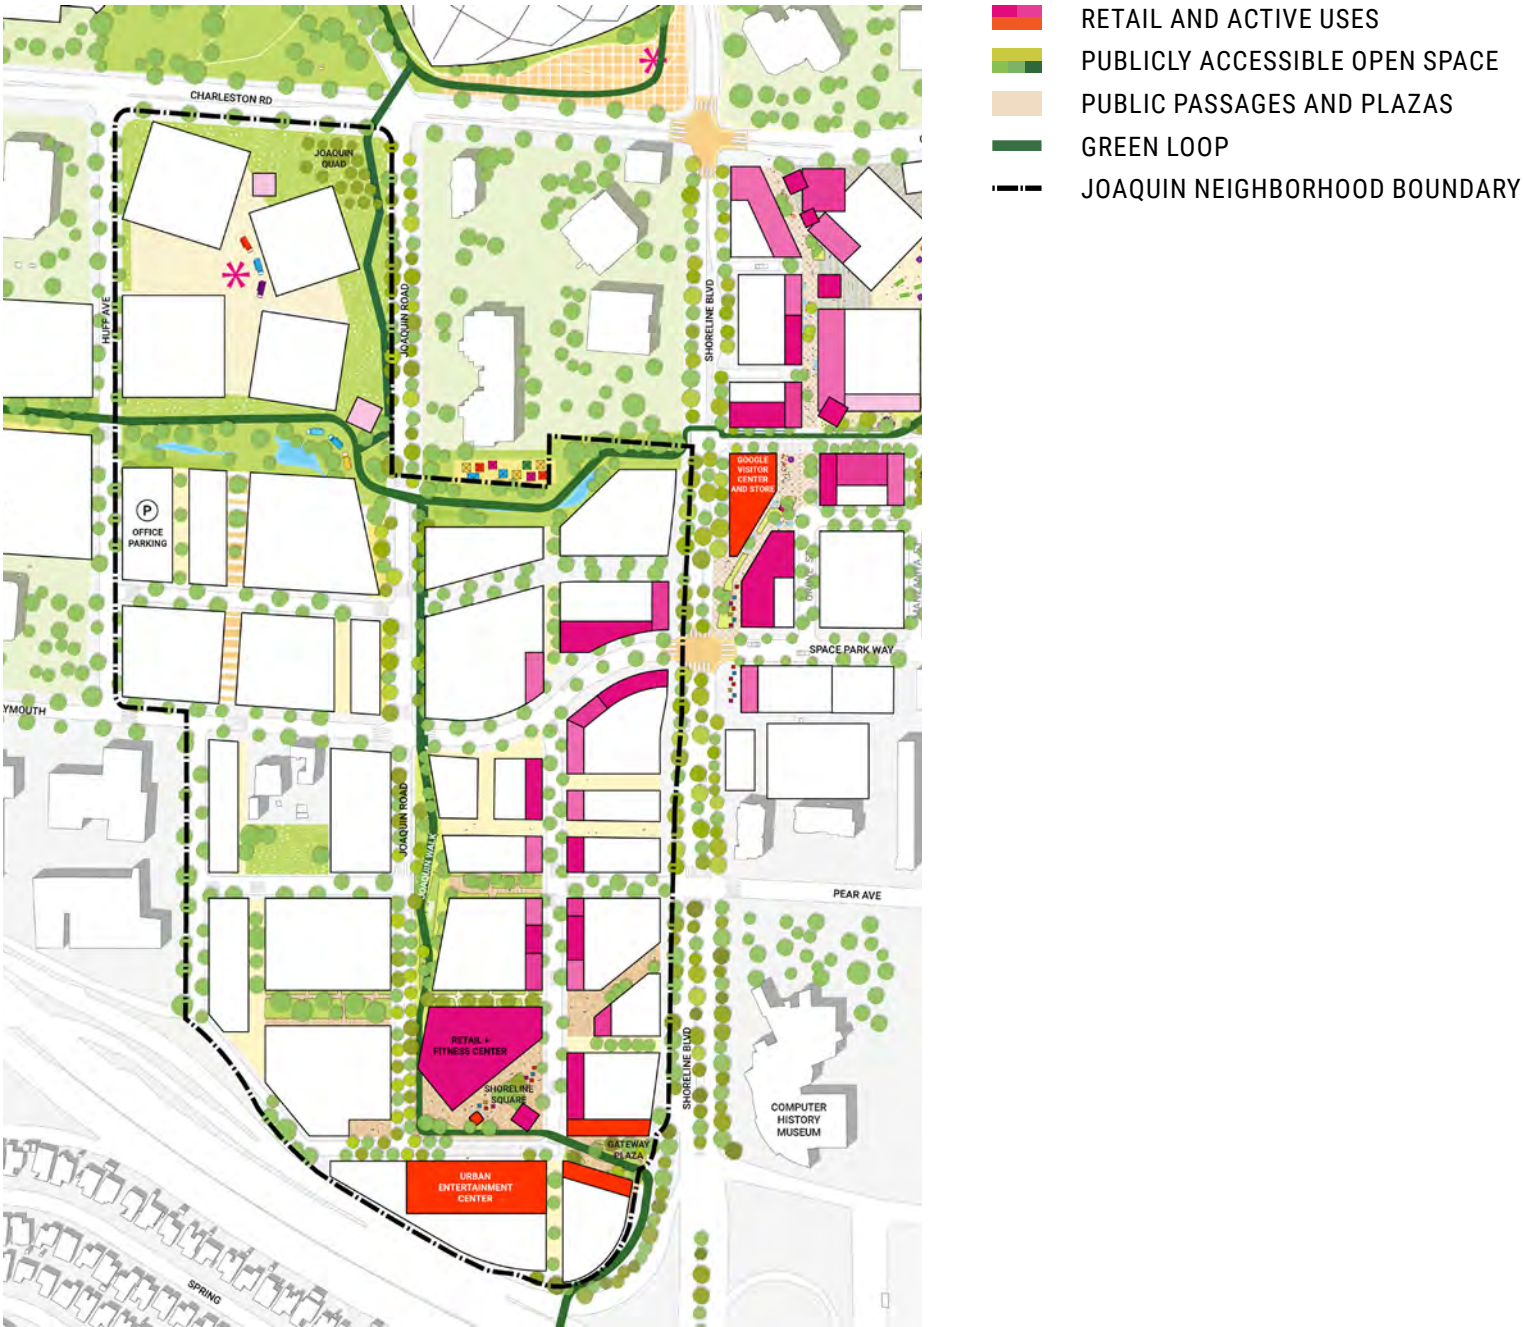 RETAIL AND ACTIVE USES
PUBLICLY ACCESSIBLE OPEN SPACE
PUBLIC PASSAGES AND PLAZAS
GREEN LOOP
JOAQUIN NEIGHBORHOOD BOUNDARY
CHARLESTON RD
JOAQUIN
QUAD
HUFF AVE
JOAQUIN ROAD
SHORELINE BLVD
GOOGLE
VISITOR
CENTER
AND STORE
P
OFFICE
PARKING
SPACE PARK WAY
YMOUTH
JOAQUIN ROAD
JOAQUIN WALK
PEAR AVE
RETAIL +
FITNESS CENTER
SHORELINE
SQUARE
SHORELINE BLVD
COMPUTER
HISTORY
MUSEUM
GATEWAY
PLAZA
URBAN
ENTERTAINMENT
CENTER
SPRING